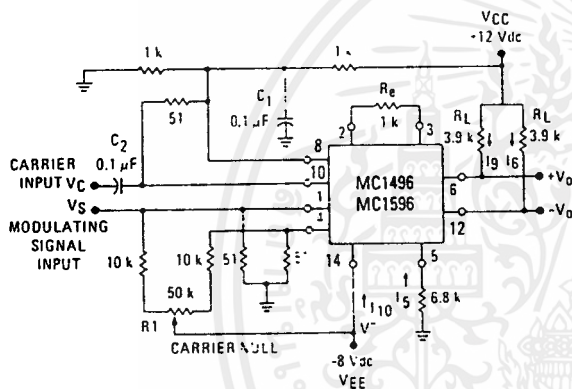 VCC
+12 Vdc
1 k
1 k
51
C1
0.1 µF
Re
1 k
RL
3.9 k
RL
3.9 k
C2
0.1 µF
2
3
I9
I6
8
CARRIER
INPUT
VC
10
MC1496
MC1596
6
+Vo
VS
1
MODULATING
SIGNAL
INPUT
4
12
-Vo
10 k
10 k
51
14
5
50 k
R1
I10
I5
6.8 k
V-
CARRIER NULL
-8 Vdc
VEE